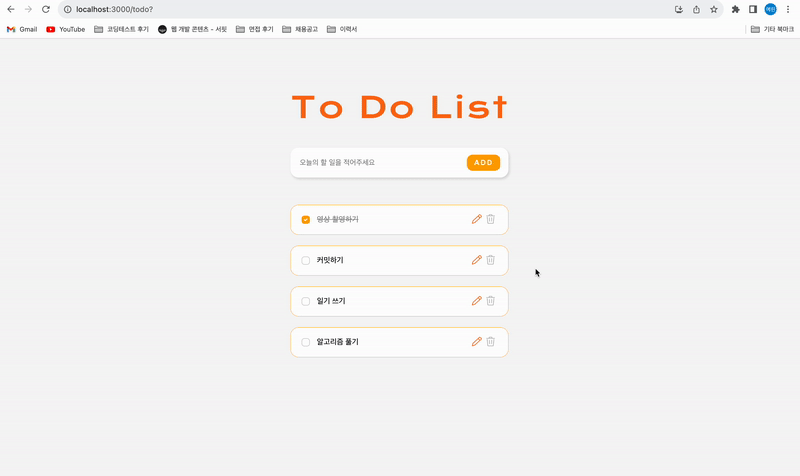 localhost:3000/todo?
여진
Gmail
YouTube
코딩테스트 후기
웹 개발 콘텐츠 - 서핏
면접 후기
채용공고
이력서
기타 북마크
To Do List
오늘의 할 일을 적어주세요
ADD
영상 촬영하기
커밋하기
일기 쓰기
알고리즘 풀기